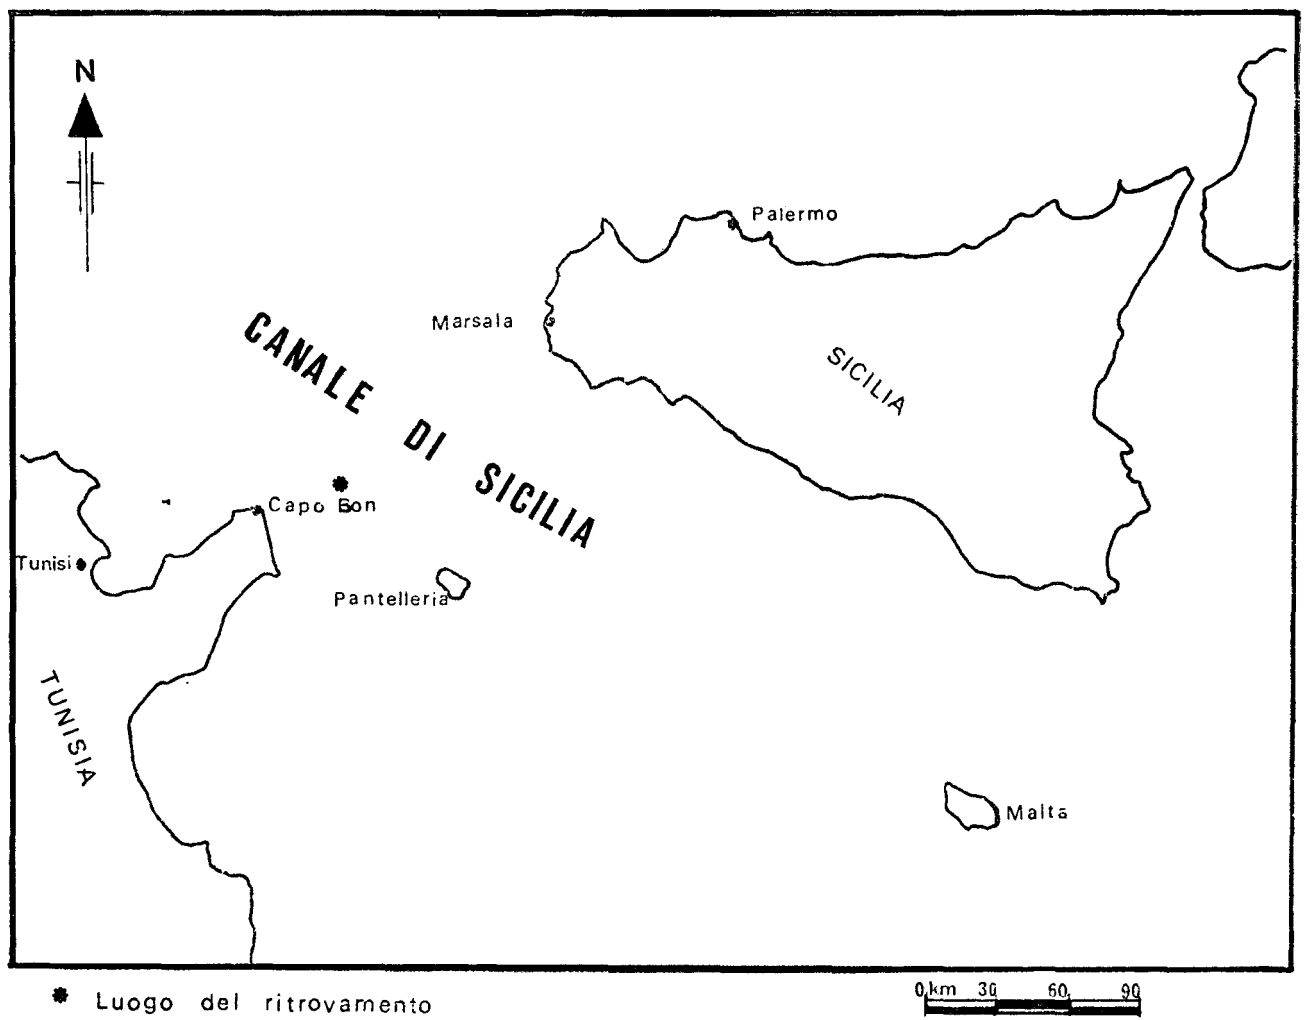 N
Palermo
Marsala
CANALE DI SICILIA
SICILIA
Capo Bon
Tunisi
Pantelleria
TUNISIA
Malta
0 km 30 60 90
* Luogo del ritrovamento